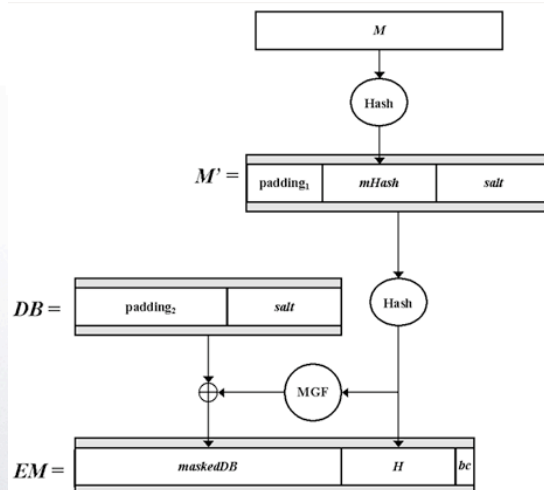 M
Hash
M’ =
padding₁ mHash salt
DB =
padding₂ salt
Hash
MGF
EM =
maskedDB H bc